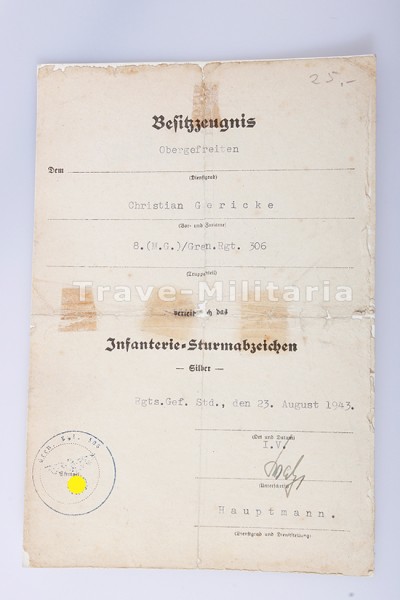 25,-
Besitzzeugnis
Obergefreiten
Dem
(Dienstgrad)
Christian Gericke
(Vor- und Zuname)
8.(M.G.)/Gren.Rgt. 306
(Truppenteil)
Trave-Militaria
verleih ich das
Infanterie-Sturmabzeichen
— Silber —
Rgts.Gef. Std., den 23. August 1943.
(Ort und Datum)
I.V.
(Unterschrift)
Hauptmann.
(Dienstgrad und Dienststellung)